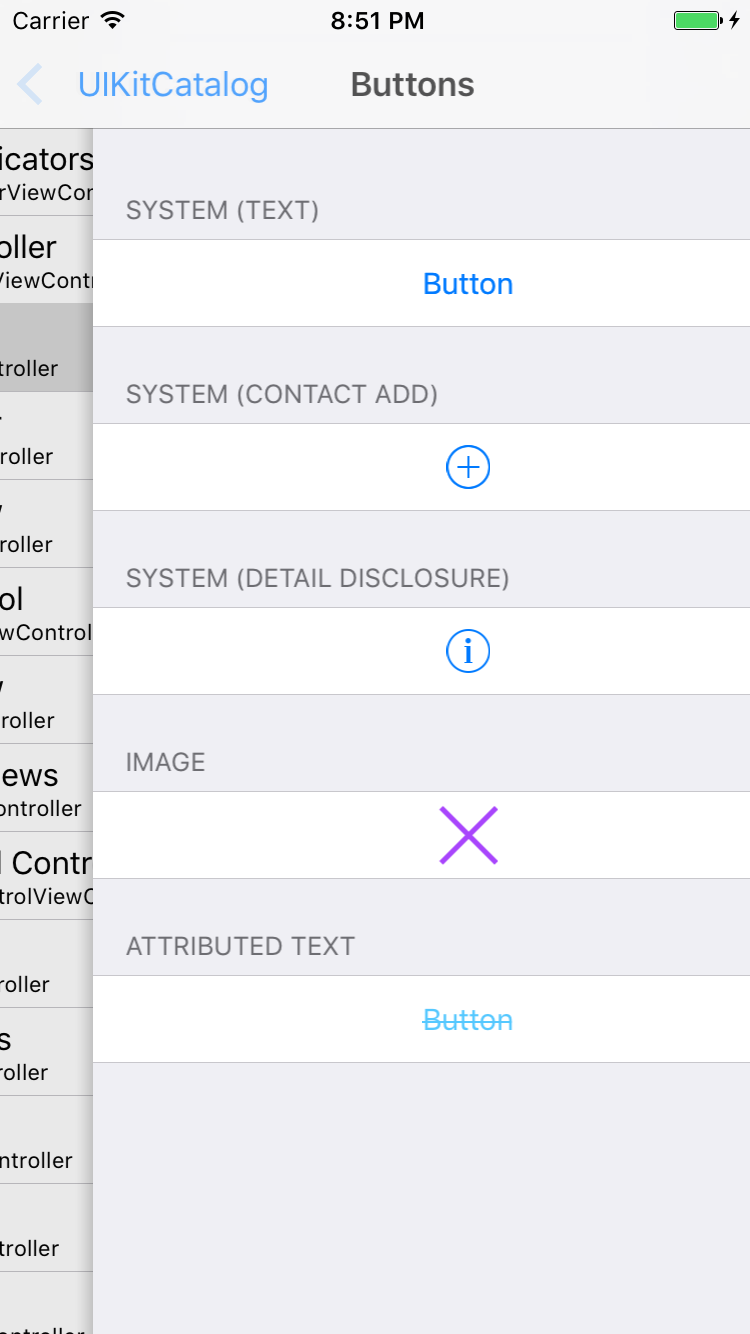 Carrier 8:51 PM
UIKitCatalog Buttons
icators
rViewCor
SYSTEM (TEXT)
oller
ViewContr
Button
troller
SYSTEM (CONTACT ADD)
roller
roller
SYSTEM (DETAIL DISCLOSURE)
ol
wControl
roller
IMAGE
ews
ontroller
l Contr
trolViewC
ATTRIBUTED TEXT
roller
Button
s
roller
ntroller
troller